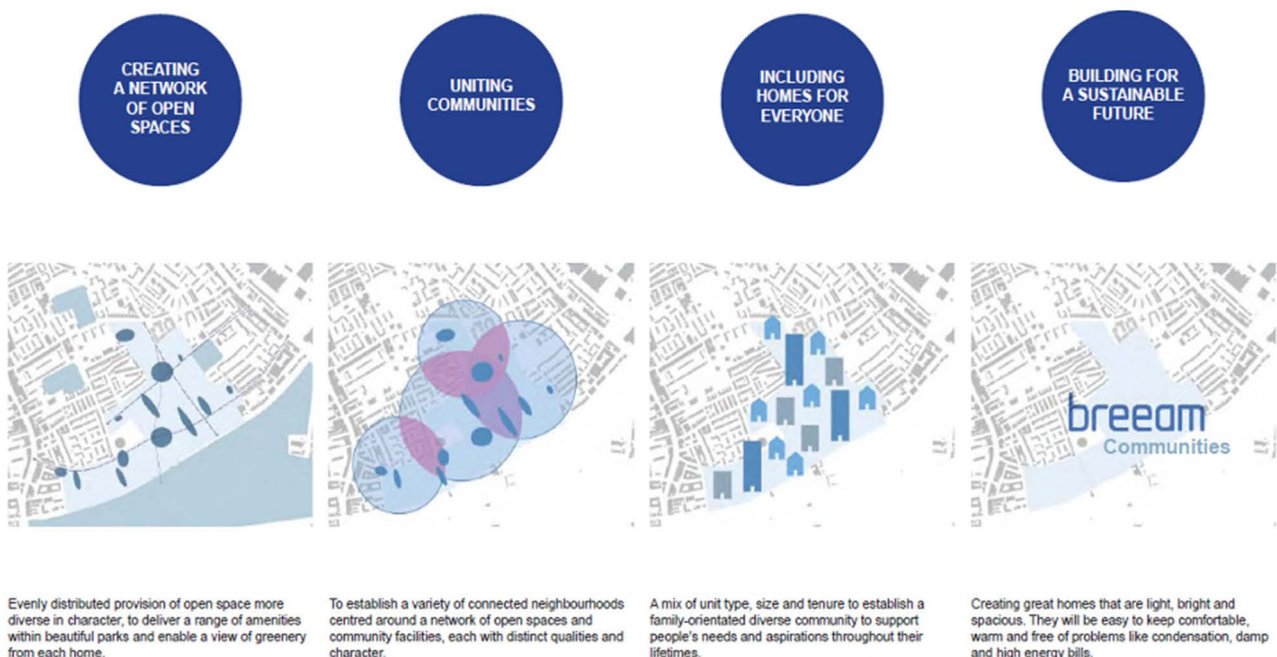 CREATING
A NETWORK
OF OPEN
SPACES
UNITING
COMMUNITIES
INCLUDING
HOMES FOR
EVERYONE
BUILDING FOR
A SUSTAINABLE
FUTURE
breeam
Communities
Evenly distributed provision of open space more
diverse in character, to deliver a range of amenities
within beautiful parks and enable a view of greenery
from each home.
To establish a variety of connected neighbourhoods
centred around a network of open spaces and
community facilities, each with distinct qualities and
character.
A mix of unit type, size and tenure to establish a
family-orientated diverse community to support
people's needs and aspirations throughout their
lifetimes.
Creating great homes that are light, bright and
spacious. They will be easy to keep comfortable,
warm and free of problems like condensation, damp
and high energy bills.